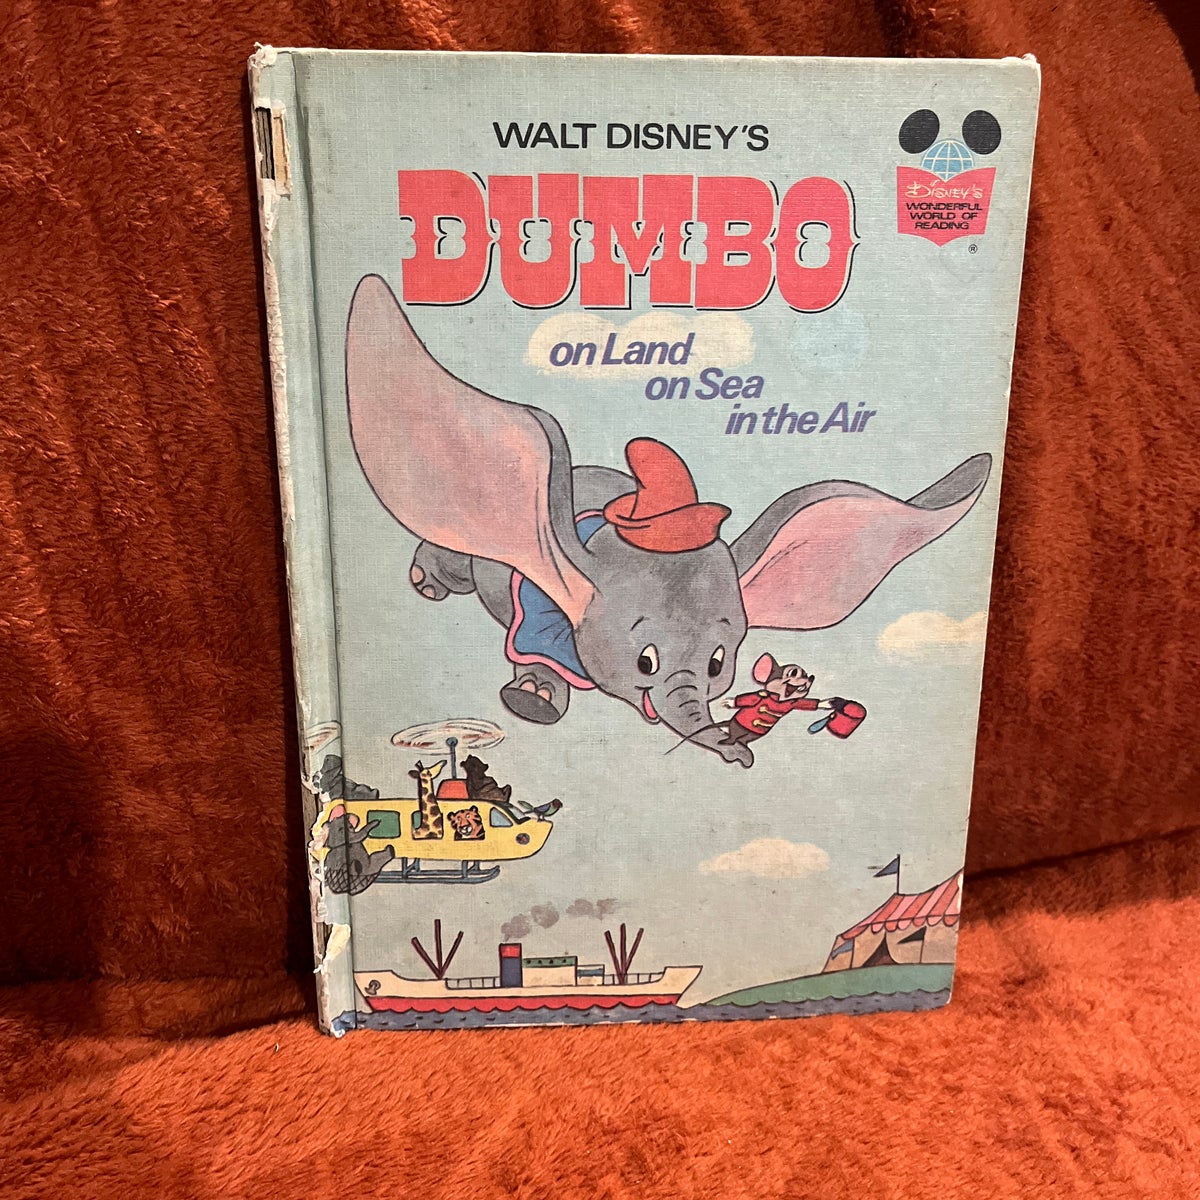 WALT DISNEY'S
DUMBO
on Land
on Sea
in the Air
DISNEY'S
WONDERFUL
WORLD OF
READING
®